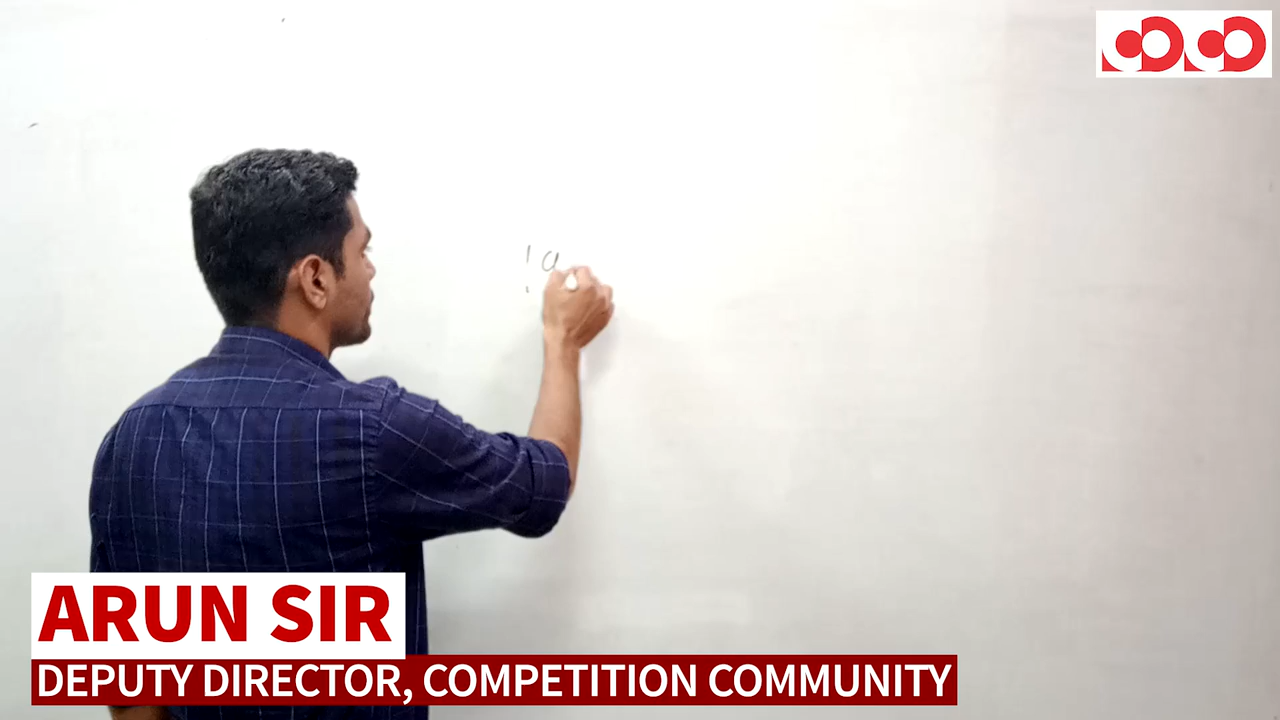 ! a
ARUN SIR
DEPUTY DIRECTOR, COMPETITION COMMUNITY